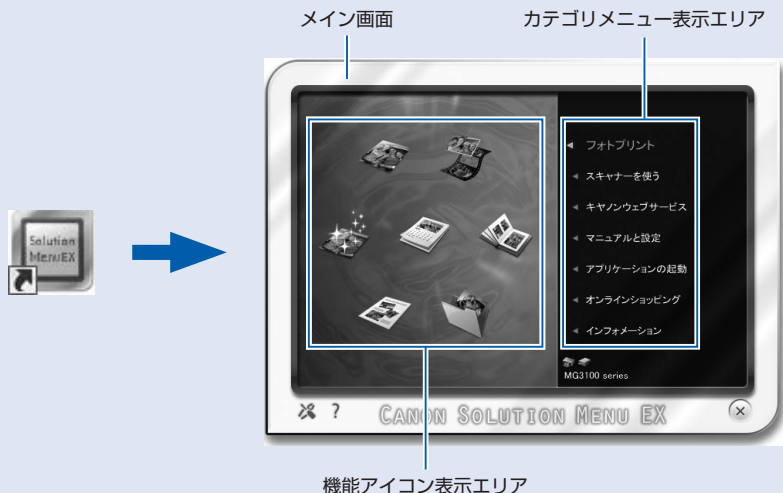 メイン画面
カテゴリメニュー表示エリア
フォトプリント
スキャナーを使う
キヤノンウェブサービス
マニュアルと設定
アプリケーションの起動
オンラインショッピング
インフォメーション
MG3100 series
Solution
MenuEX
?
CANON SOLUTION MENU EX
機能アイコン表示エリア